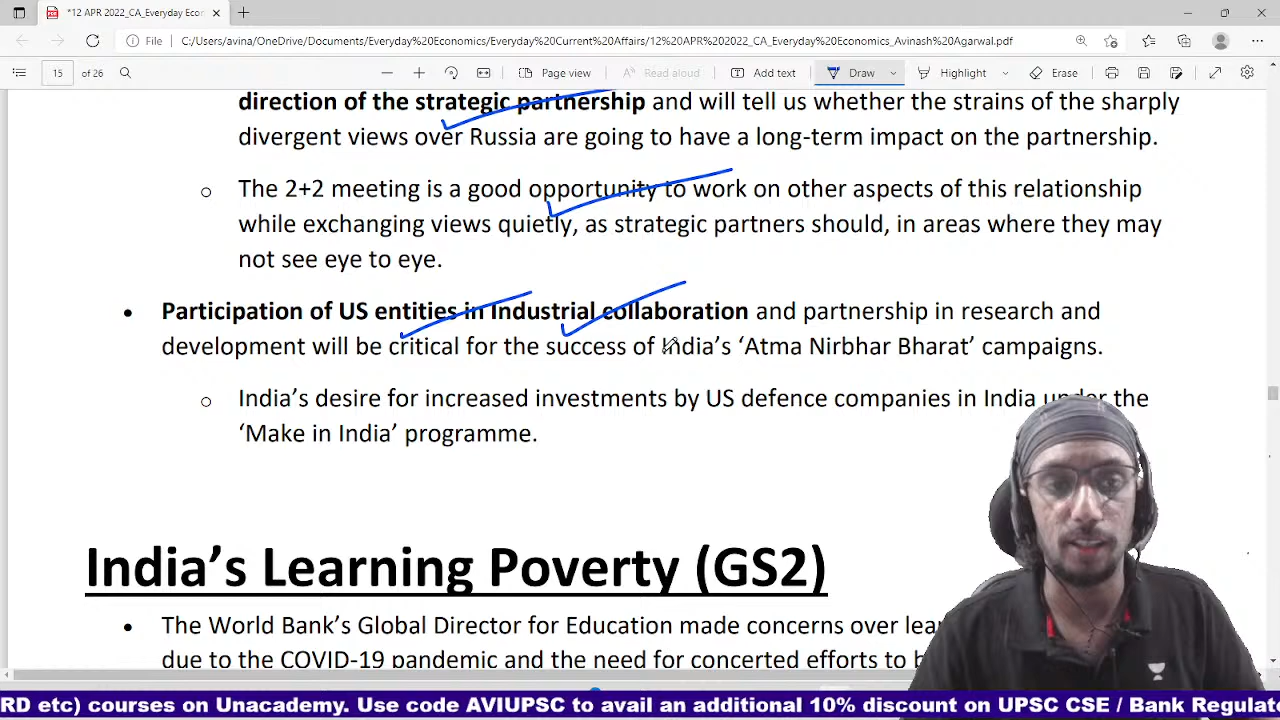 *12 APR 2022_CA_Everyday Econ
File
C:/Users/avina/OneDrive/Documents/Everyday%20Economics/Everyday%20Current%20Affairs/12%20APR%202022_CA_Everyday%20Economics_Avinash%20Agarwal.pdf
15 of 26
Page view
Read aloud
Add text
Draw
Highlight
Erase
direction of the strategic partnership and will tell us whether the strains of the sharply
divergent views over Russia are going to have a long-term impact on the partnership.
o The 2+2 meeting is a good opportunity to work on other aspects of this relationship
while exchanging views quietly, as strategic partners should, in areas where they may
not see eye to eye.
• Participation of US entities in Industrial collaboration and partnership in research and
development will be critical for the success of India's ‘Atma Nirbhar Bharat’ campaigns.
o India’s desire for increased investments by US defence companies in India under the
‘Make in India’ programme.
India’s Learning Poverty (GS2)
• The World Bank’s Global Director for Education made concerns over lear
due to the COVID-19 pandemic and the need for concerted efforts to b
RD etc) courses on Unacademy. Use code AVIUPSC to avail an additional 10% discount on UPSC CSE / Bank Regulat